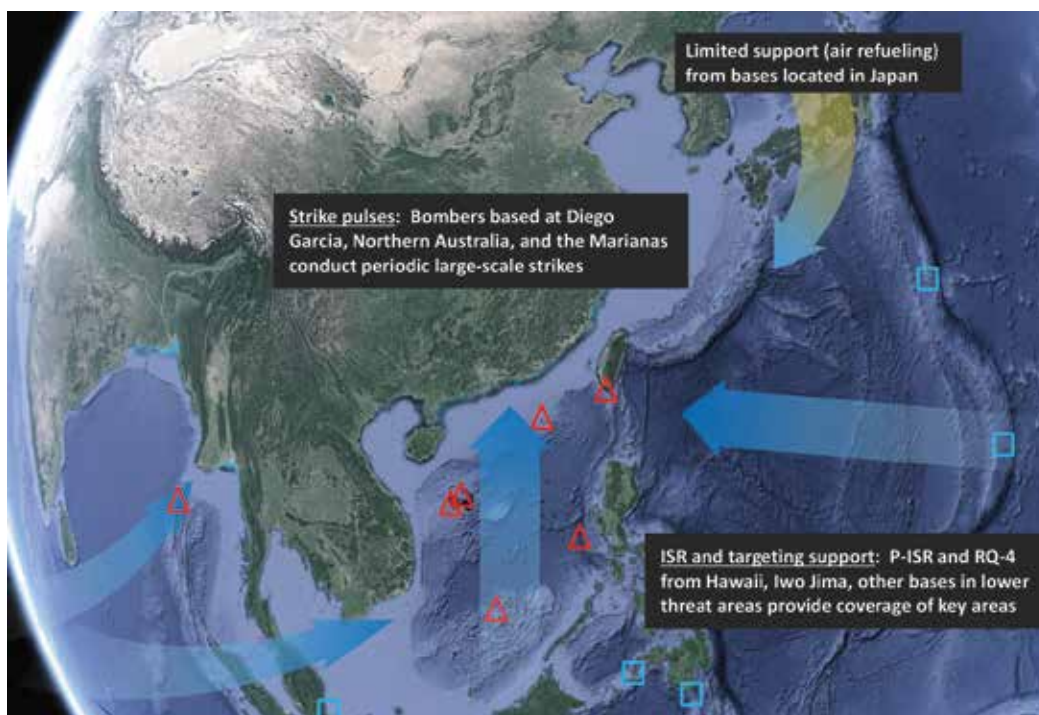 Limited support (air refueling)
from bases located in Japan
Strike pulses: Bombers based at Diego
Garcia, Northern Australia, and the Marianas
conduct periodic large-scale strikes
ISR and targeting support: P-ISR and RQ-4
from Hawaii, Iwo Jima, other bases in lower
threat areas provide coverage of key areas